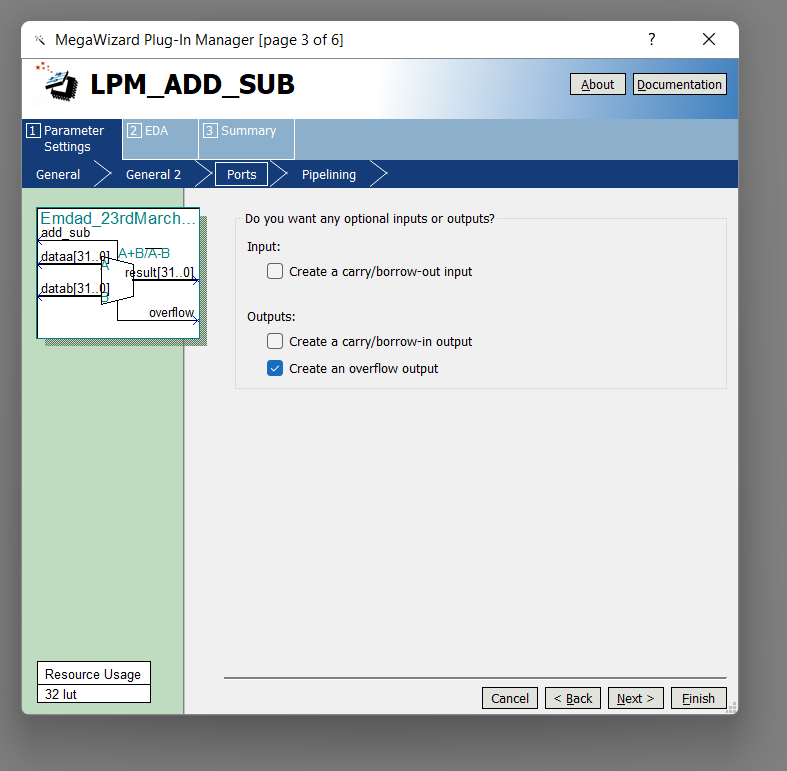 MegaWizard Plug-In Manager [page 3 of 6]
?
LPM_ADD_SUB
About
Documentation
1 Parameter Settings
2 EDA
3 Summary
General
General 2
Ports
Pipelining
Emdad_23rdMarch...
add_sub
A+B/A-B
dataa[31..0]
A
result[31..0]
datab[31..0]
B
overflow
Do you want any optional inputs or outputs?
Input:
Create a carry/borrow-out input
Outputs:
Create a carry/borrow-in output
Create an overflow output
Resource Usage
32 lut
Cancel
< Back
Next >
Finish